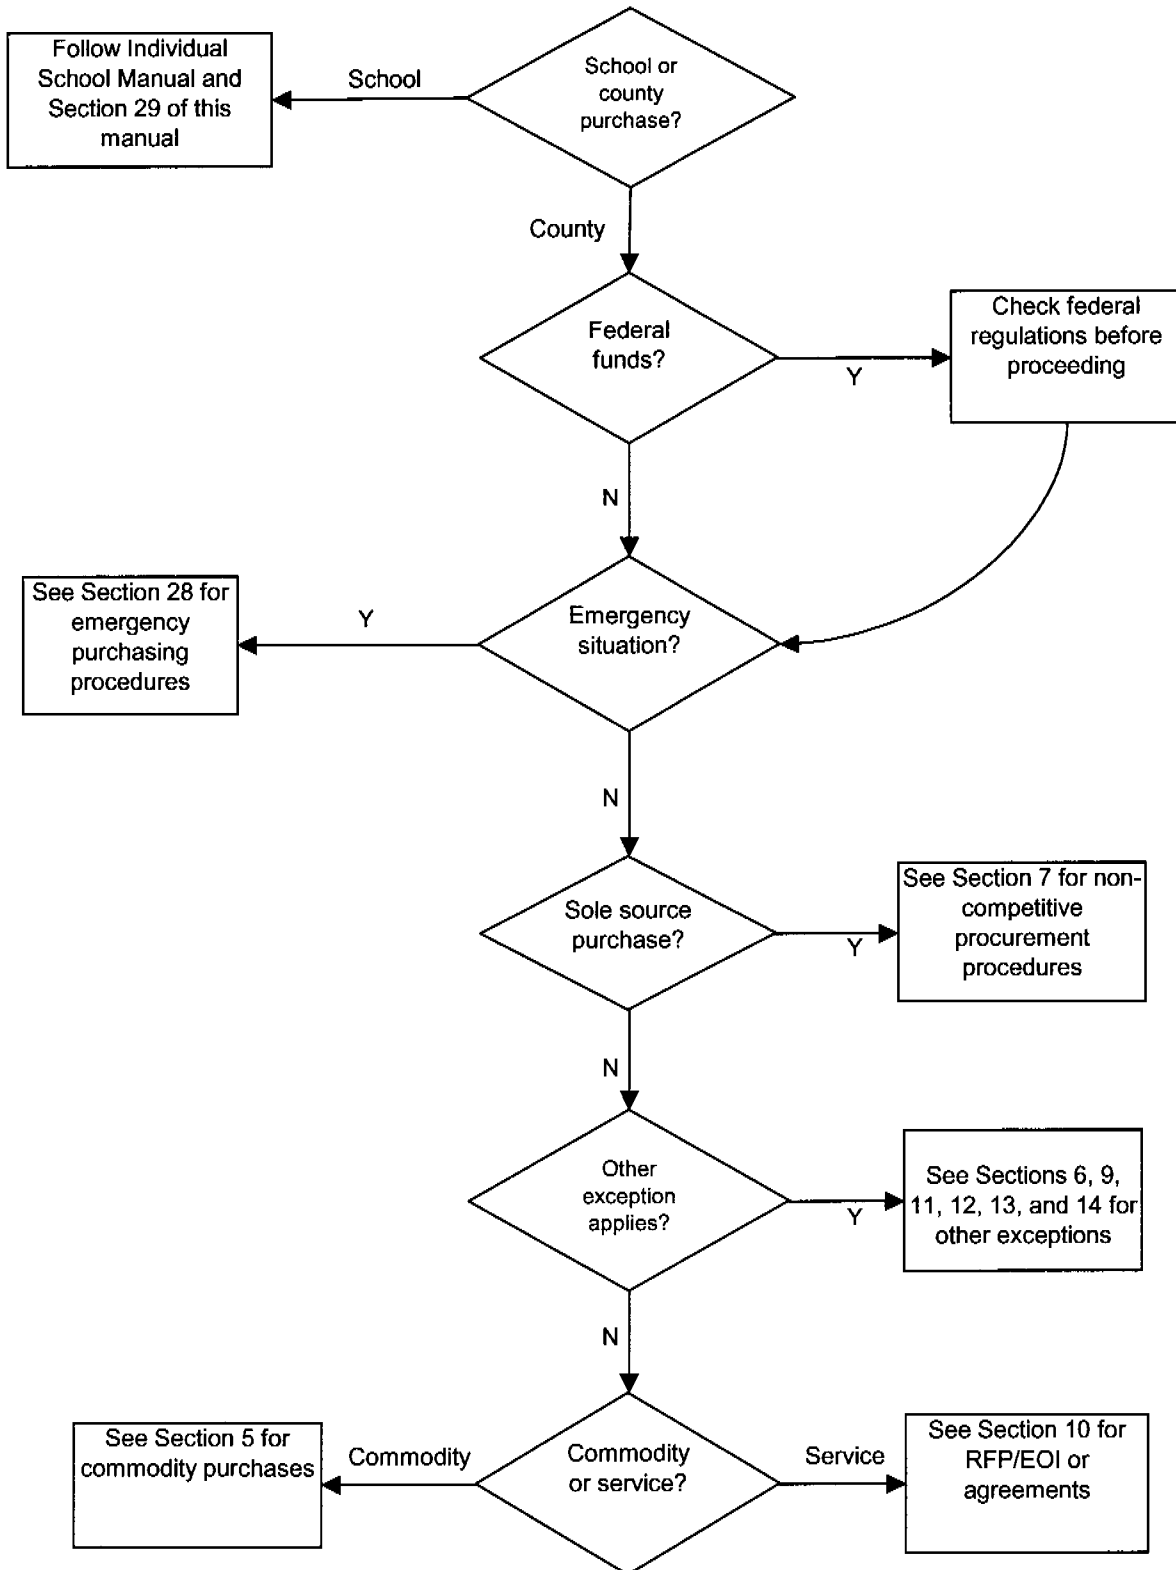 Follow Individual
School Manual and
Section 29 of this
manual
School
School or
county
purchase?
County
Federal
funds?
Y
Check federal
regulations before
proceeding
N
See Section 28 for
emergency
purchasing
procedures
Y
Emergency
situation?
N
Sole source
purchase?
Y
See Section 7 for non-
competitive
procurement
procedures
N
Other
exception
applies?
Y
See Sections 6, 9,
11, 12, 13, and 14 for
other exceptions
N
See Section 5 for
commodity purchases
Commodity
Commodity
or service?
Service
See Section 10 for
RFP/EOI or
agreements